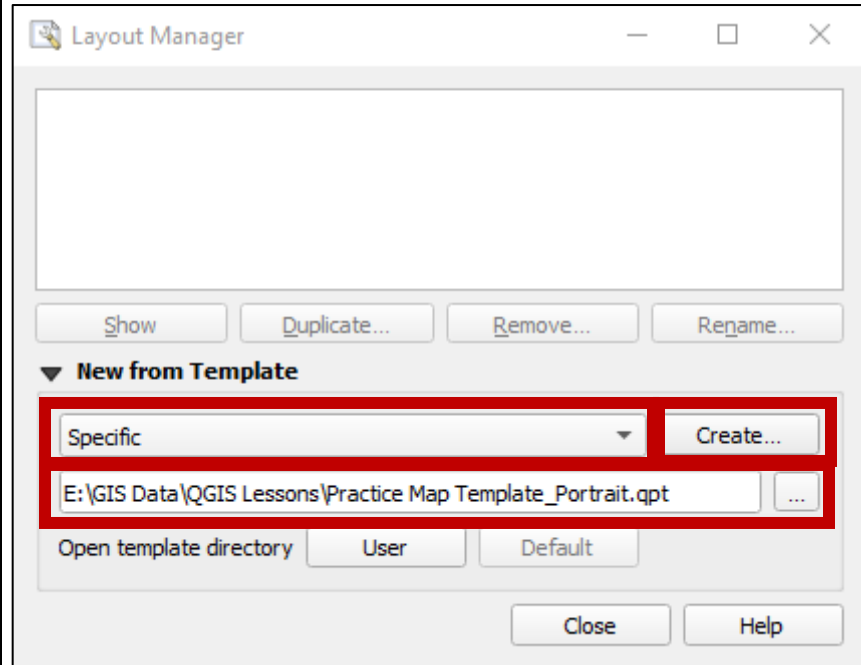 Layout Manager
Show Duplicate... Remove... Rename...
New from Template
Specific Create...
E:\GIS Data\QGIS Lessons\Practice Map Template_Portrait.qpt ...
Open template directory User Default
Close Help